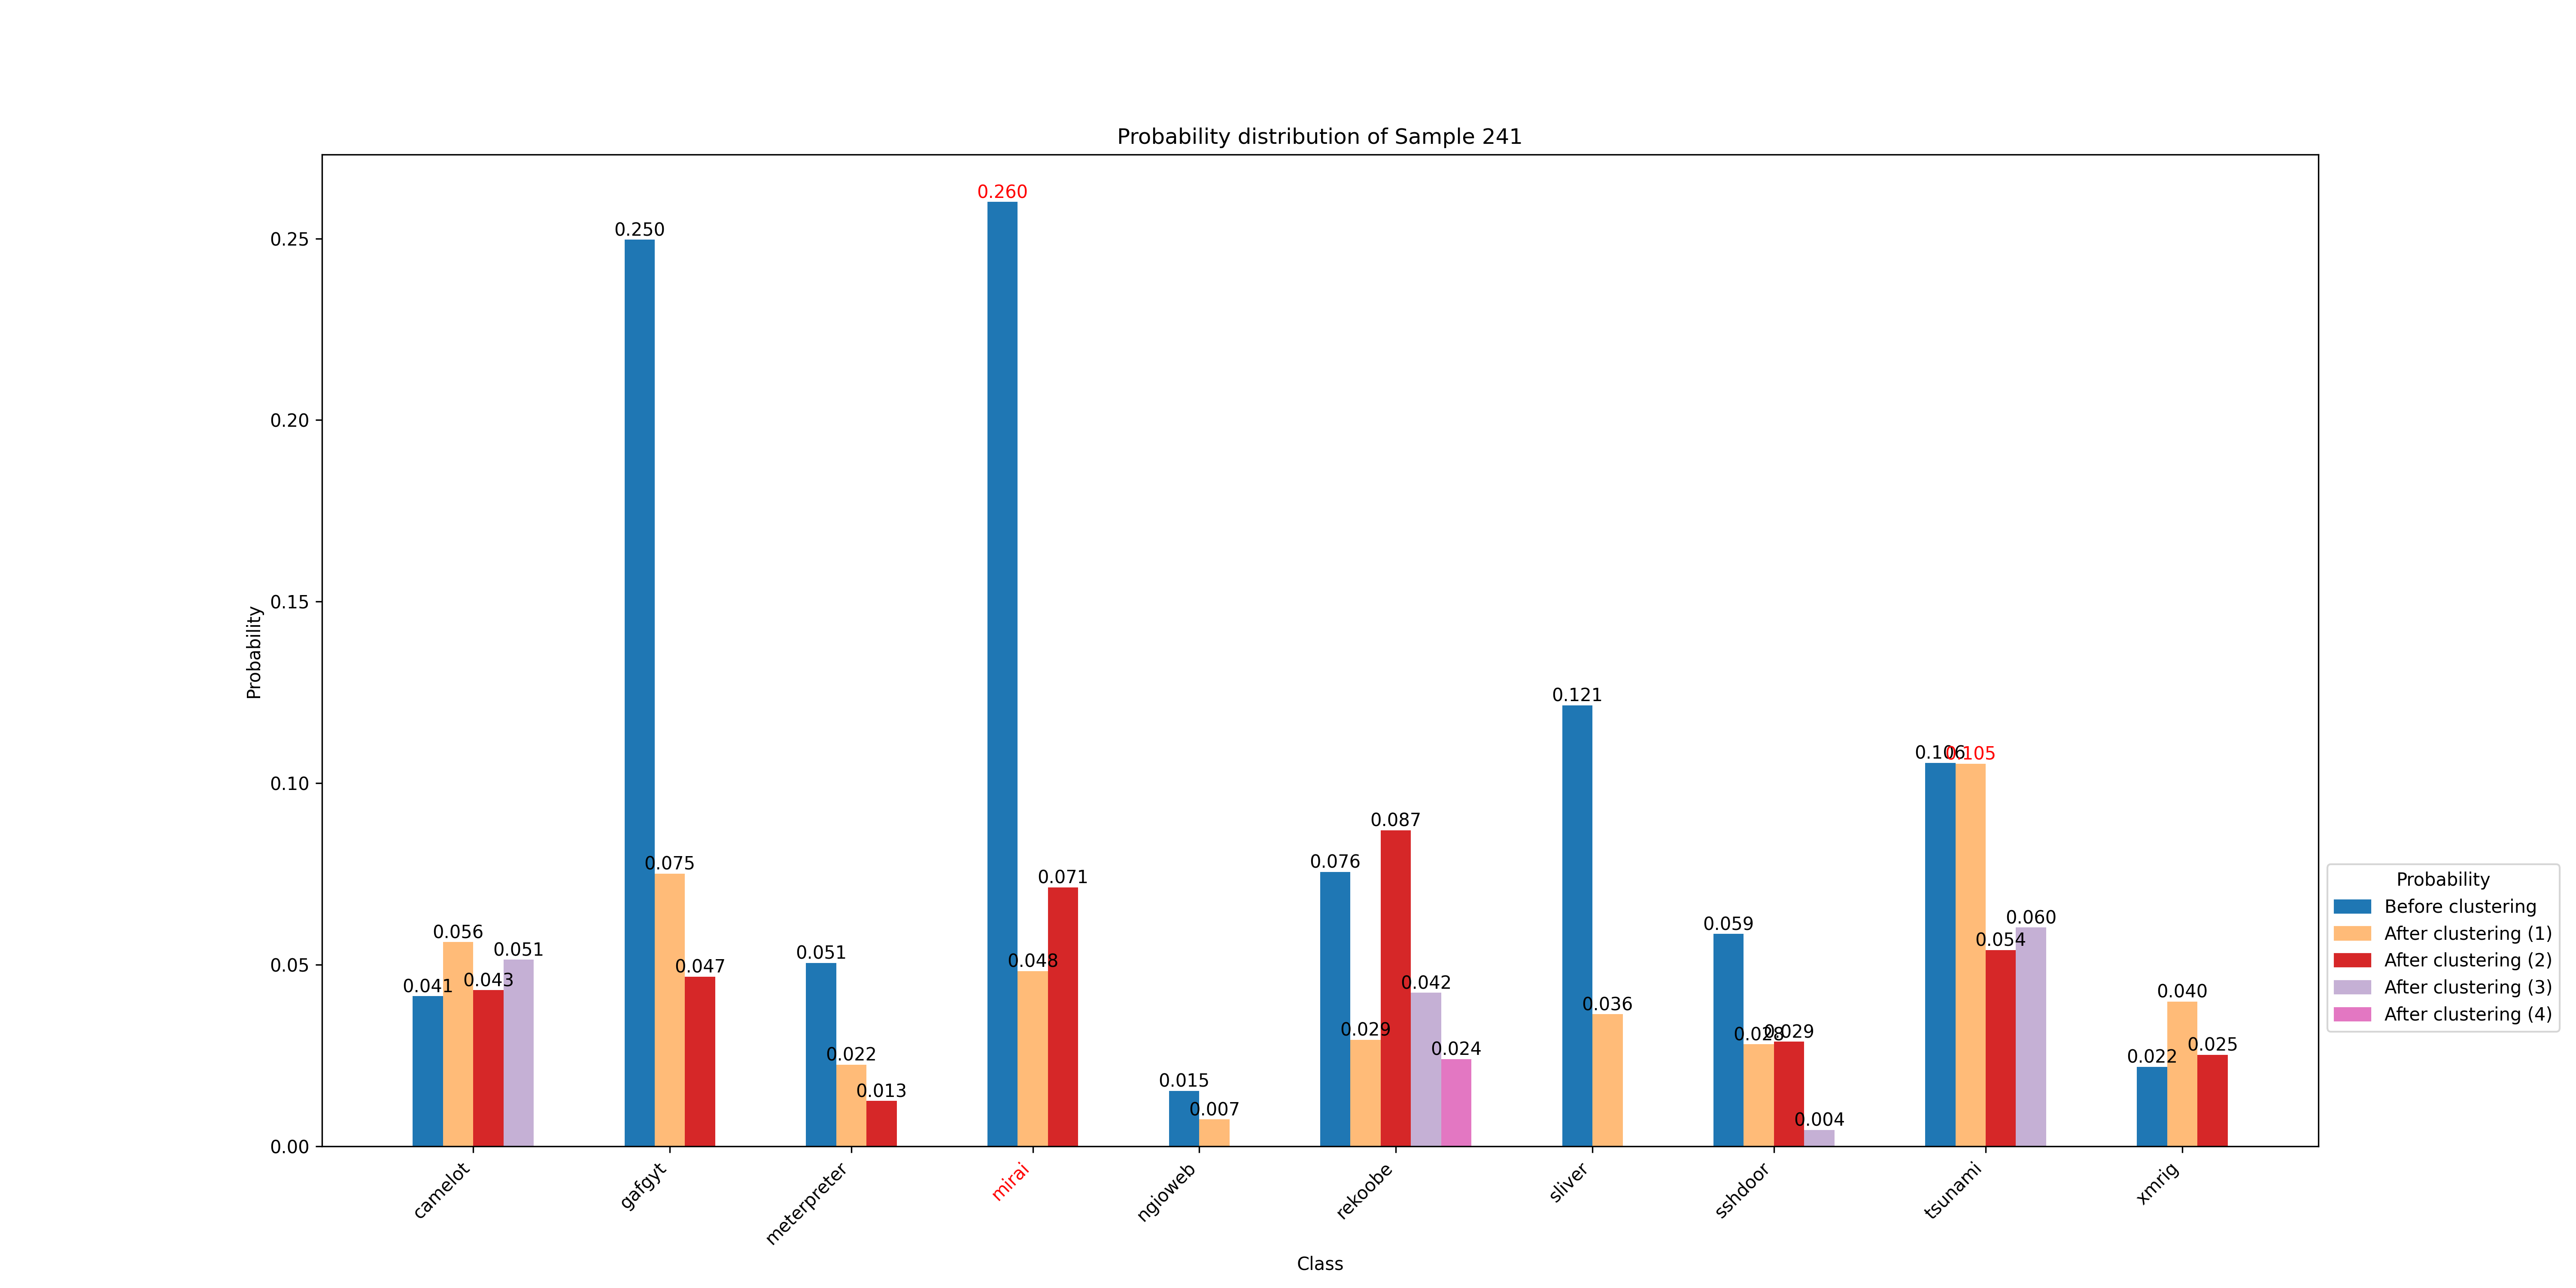 Probability distribution of Sample 241
0.260
0.250
0.25
0.20
0.15
0.10
0.05
0.00
Probability
0.041
0.056
0.043
0.051
0.075
0.047
0.051
0.022
0.013
0.048
0.071
0.015
0.007
0.076
0.029
0.087
0.042
0.024
0.121
0.036
0.059
0.028
0.029
0.004
0.106
0.105
0.054
0.060
0.022
0.040
0.025
camelot
gafgyt
meterpreter
mirai
ngioweb
rekoobe
sliver
sshdoor
tsunami
xmrig
Class
Probability
Before clustering
After clustering (1)
After clustering (2)
After clustering (3)
After clustering (4)